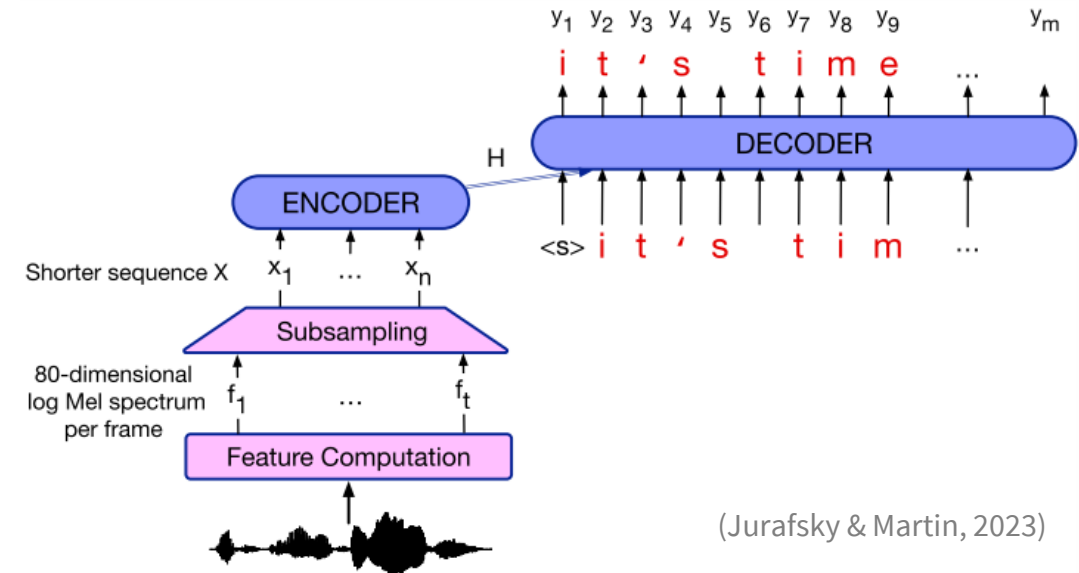 y1 y2 y3 y4 y5 y6 y7 y8 y9 ym
i t ‘ s t i m e ...
DECODER
H
ENCODER
<s> i t ‘ s t i m ...
Shorter sequence X
x1 ... xn
Subsampling
80-dimensional
log Mel spectrum
per frame
f1 ... ft
Feature Computation
(Jurafsky & Martin, 2023)